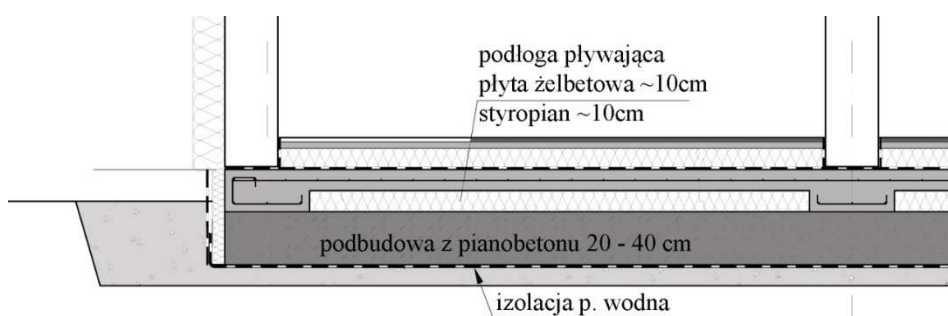 podłoga pływająca
płyta żelbetowa ~10cm
styropian ~10cm
podbudowa z pianobetonu 20 - 40 cm
izolacja p. wodna